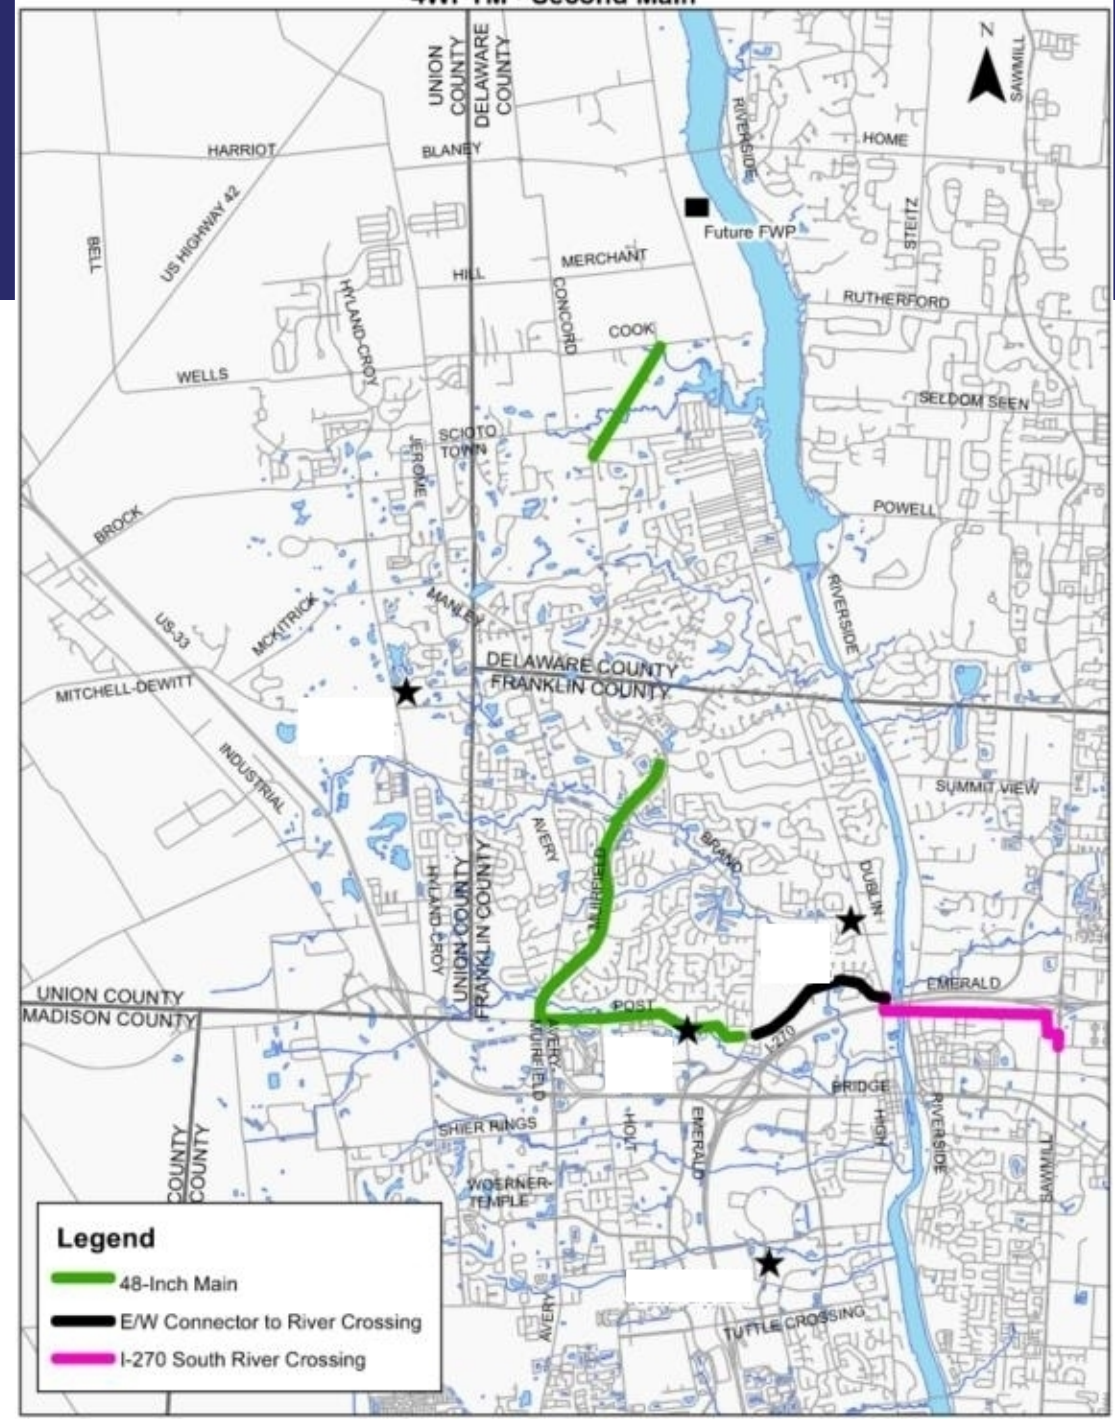 UNION
COUNTY
DELAWARE
COUNTY
N
SAWMILL
RIVERSIDE
HOME
HARRIOT
BLANEY
US HIGHWAY 42
STEITZ
Future FWP
BELL
MERCHANT
HILL
HYLAND-CROY
CONCORD
RUTHERFORD
COOK
WELLS
SELDOM SEEN
SCIOTO
TOWN
JEROME
POWELL
BROCK
RIVERSIDE
MANLEY
MCKITRICK
US-33
DELAWARE COUNTY
FRANKLIN COUNTY
MITCHELL-DEWITT
INDUSTRIAL
SUMMIT VIEW
AVERY
BRAND
MUIRFIELD
DUBLIN
HYLAND-CROY
UNION COUNTY
FRANKLIN COUNTY
UNION COUNTY
MADISON COUNTY
EMERALD
POST
I-270
AVERY-
MUIRFIELD
BRIDGE
SHIER RINGS
HOLT
EMERALD
HIGH
RIVERSIDE
SAWMILL
COUNTY
COUNTY
WOERNER-
TEMPLE
AVERY
TUTTLE CROSSING
Legend
48-Inch Main
E/W Connector to River Crossing
I-270 South River Crossing